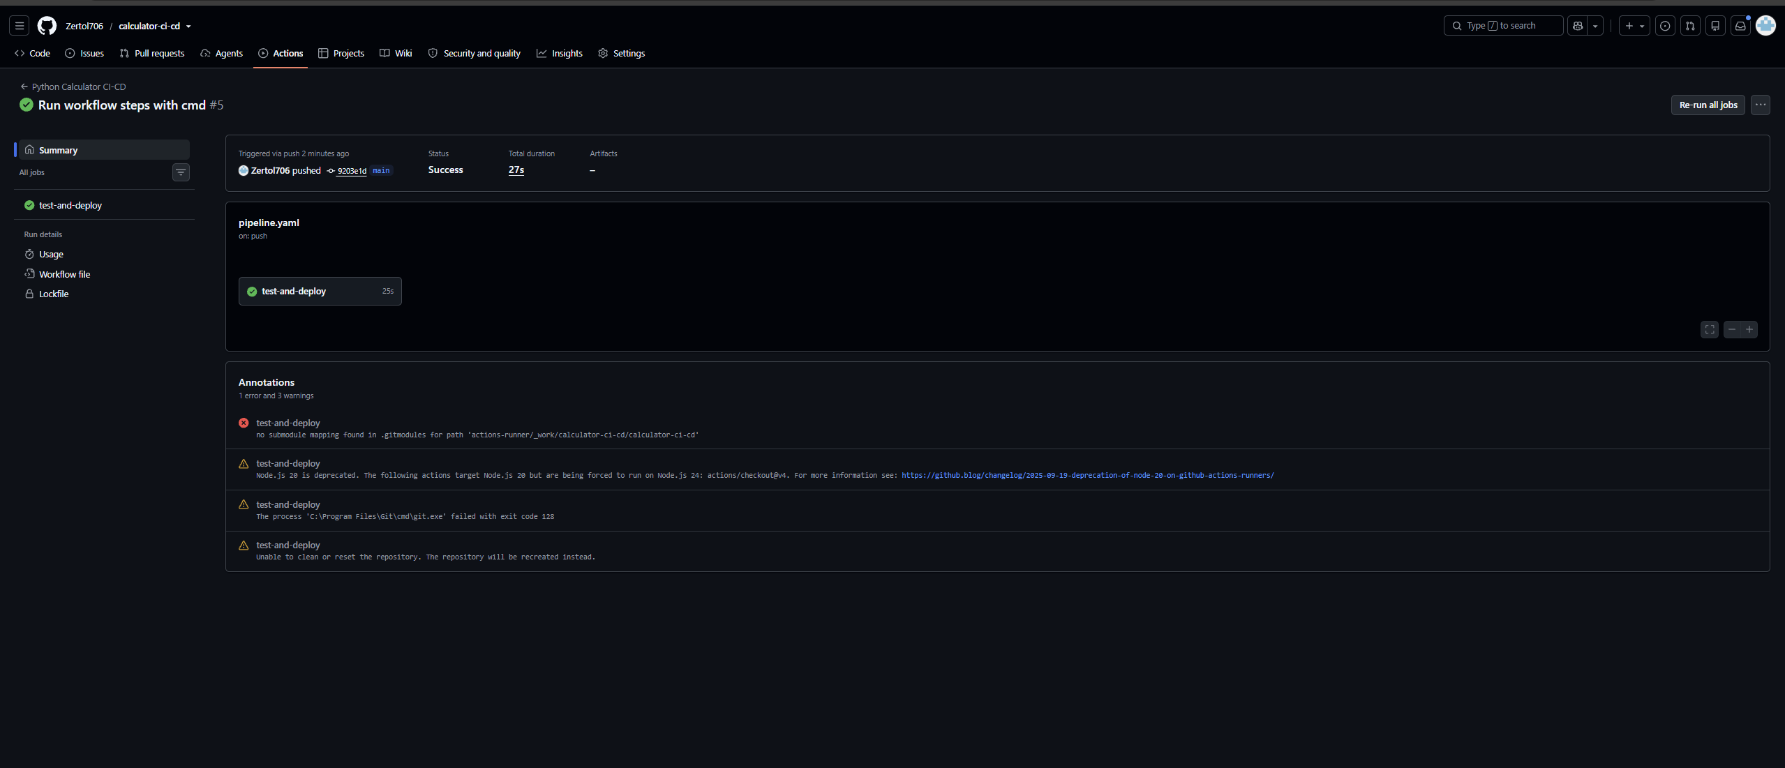 Zertol706 / calculator-ci-cd
Type / to search
Code
Issues
Pull requests
Agents
Actions
Projects
Wiki
Security and quality
Insights
Settings
← Python Calculator CI-CD
Run workflow steps with cmd #5
Re-run all jobs
Summary
All jobs
test-and-deploy
Run details
Usage
Workflow file
Lockfile
Triggered via push 2 minutes ago
Zertol706 pushed 9203e1d main
Status
Success
Total duration
27s
Artifacts
–
pipeline.yaml
on: push
test-and-deploy 25s
Annotations
1 error and 3 warnings
test-and-deploy
no submodule mapping found in .gitmodules for path 'actions-runner/_work/calculator-ci-cd/calculator-ci-cd'
test-and-deploy
Node.js 20 is deprecated. The following actions target Node.js 20 but are being forced to run on Node.js 24: actions/checkout@v4. For more information see: https://github.blog/changelog/2025-09-19-deprecation-of-node-20-on-github-actions-runners/
test-and-deploy
The process 'C:\Program Files\Git\cmd\git.exe' failed with exit code 128
test-and-deploy
Unable to clean or reset the repository. The repository will be recreated instead.